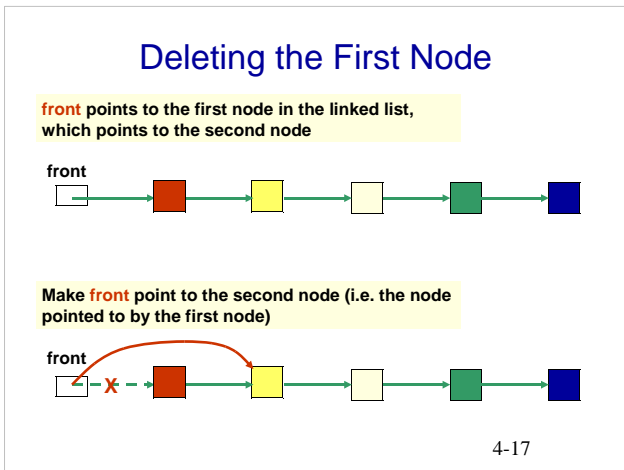 Deleting the First Node
front points to the first node in the linked list,
which points to the second node
front
Make front point to the second node (i.e. the node
pointed to by the first node)
front
X
4-17